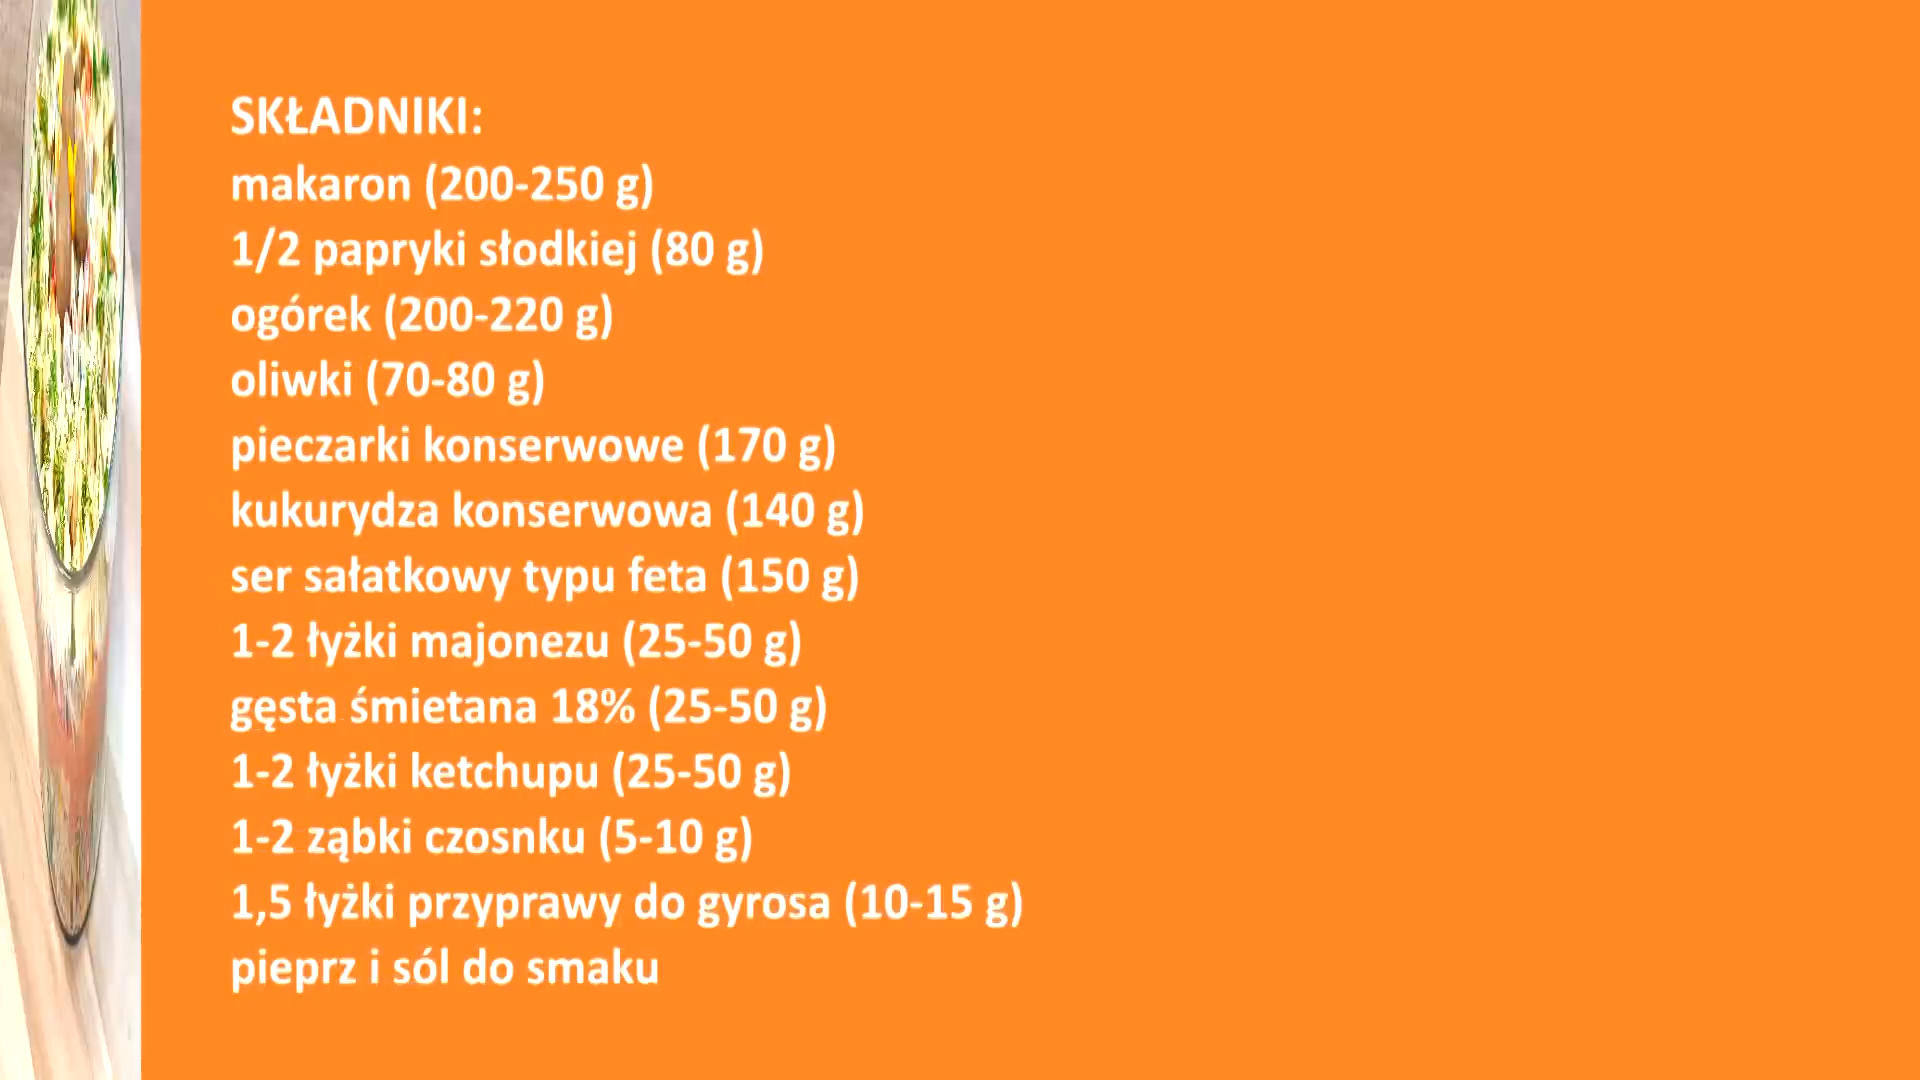 SKŁADNIKI:
makaron (200-250 g)
1/2 papryki słodkiej (80 g)
ogórek (200-220 g)
oliwki (70-80 g)
pieczarki konserwowe (170 g)
kukurydza konserwowa (140 g)
ser sałatkowy typu feta (150 g)
1-2 łyżki majonezu (25-50 g)
gęsta śmietana 18% (25-50 g)
1-2 łyżki ketchupu (25-50 g)
1-2 ząbki czosnku (5-10 g)
1,5 łyżki przyprawy do gyrosa (10-15 g)
pieprz i sól do smaku